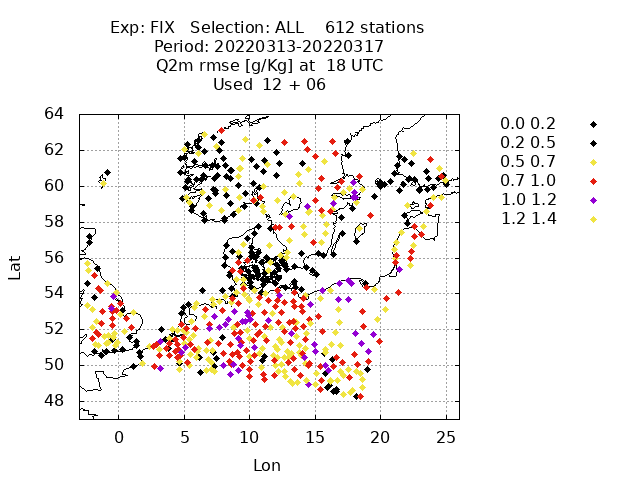 Exp: FIX Selection: ALL 612 stations
Period: 20220313-20220317
Q2m rmse [g/Kg] at 18 UTC
Used 12 + 06
64
62
60
58
56
54
52
50
48
Lat
0 5 10 15 20 25
Lon
0.0 0.2
0.2 0.5
0.5 0.7
0.7 1.0
1.0 1.2
1.2 1.4